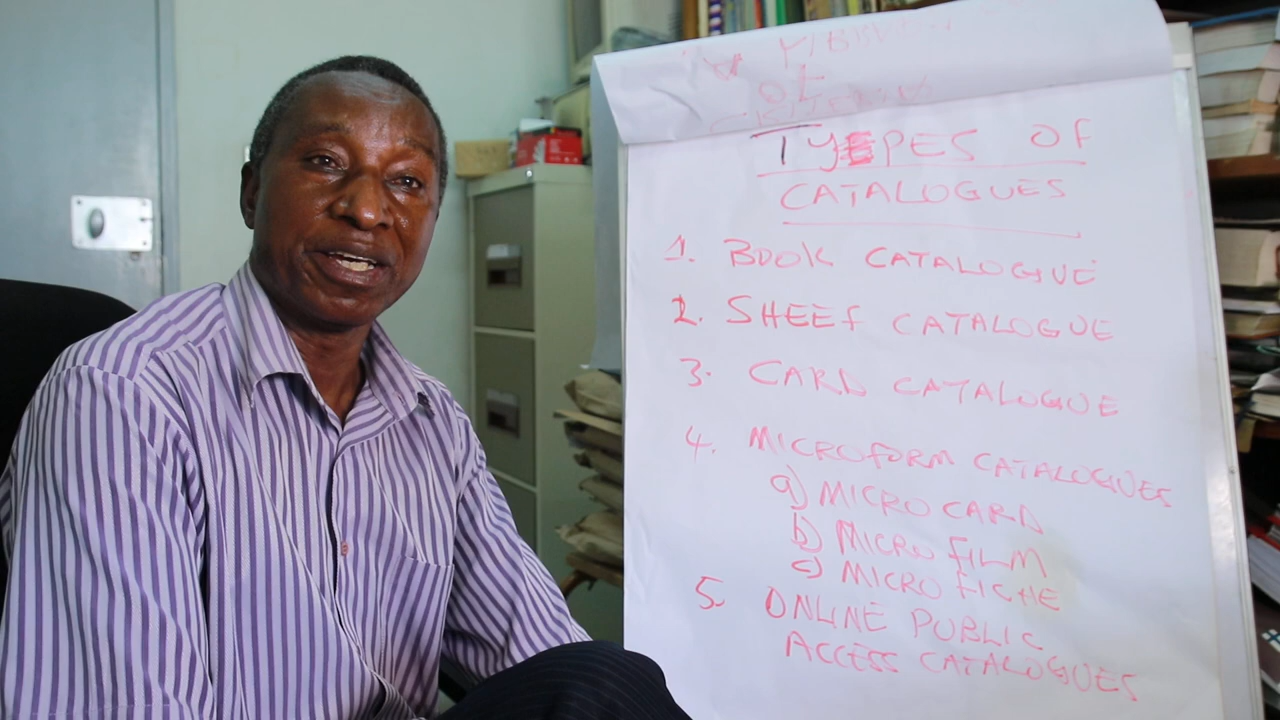 TYPES OF
CATALOGUES
1. BOOK CATALOGUE
2. SHEEF CATALOGUE
3. CARD CATALOGUE
4. MICROFORM CATALOGUES
a) MICRO CARD
b) MICRO FILM
c) MICRO FICHE
5. ONLINE PUBLIC
ACCESS CATALOGUES